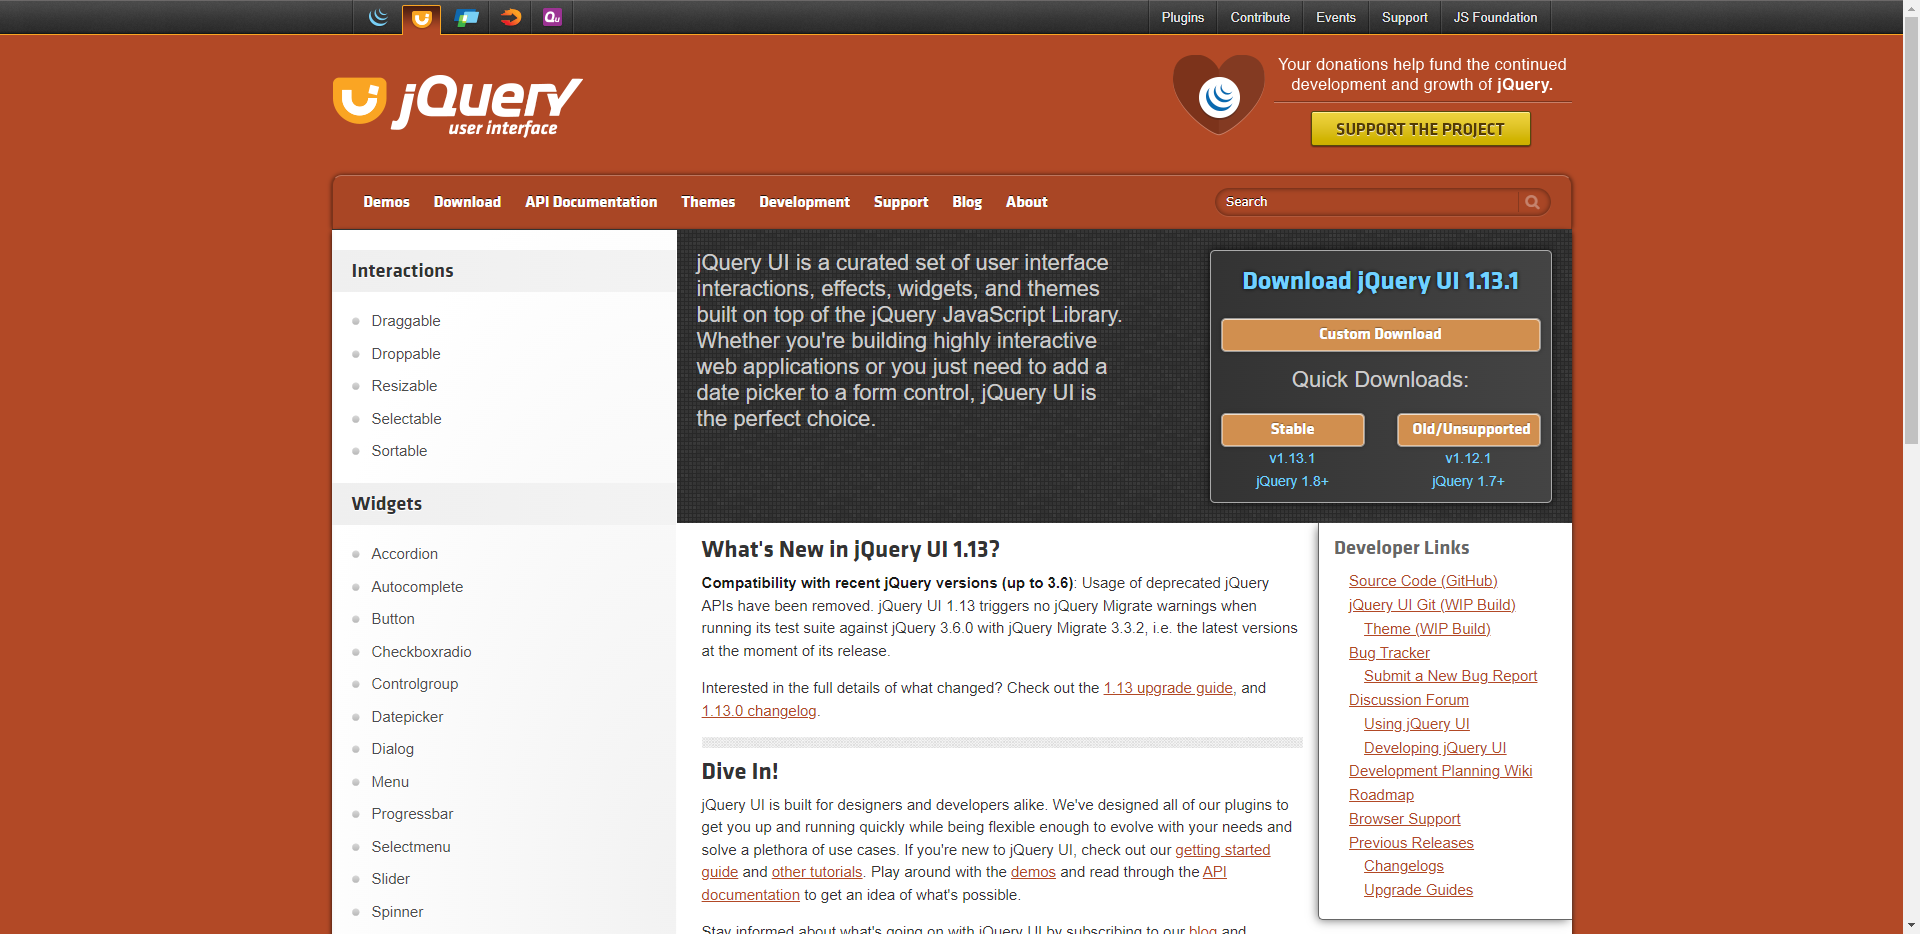 Plugins
Contribute
Events
Support
JS Foundation
Qu
jQuery
user interface
Your donations help fund the continued
development and growth of jQuery.
SUPPORT THE PROJECT
Demos
Download
API Documentation
Themes
Development
Support
Blog
About
Search
Interactions
Draggable
Droppable
Resizable
Selectable
Sortable
Widgets
Accordion
Autocomplete
Button
Checkboxradio
Controlgroup
Datepicker
Dialog
Menu
Progressbar
Selectmenu
Slider
Spinner
jQuery UI is a curated set of user interface
interactions, effects, widgets, and themes
built on top of the jQuery JavaScript Library.
Whether you're building highly interactive
web applications or you just need to add a
date picker to a form control, jQuery UI is
the perfect choice.
Download jQuery UI 1.13.1
Custom Download
Quick Downloads:
Stable
v1.13.1
jQuery 1.8+
Old/Unsupported
v1.12.1
jQuery 1.7+
What's New in jQuery UI 1.13?
Compatibility with recent jQuery versions (up to 3.6): Usage of deprecated jQuery
APIs have been removed. jQuery UI 1.13 triggers no jQuery Migrate warnings when
running its test suite against jQuery 3.6.0 with jQuery Migrate 3.3.2, i.e. the latest versions
at the moment of its release.
Interested in the full details of what changed? Check out the 1.13 upgrade guide, and
1.13.0 changelog.
Dive In!
jQuery UI is built for designers and developers alike. We've designed all of our plugins to
get you up and running quickly while being flexible enough to evolve with your needs and
solve a plethora of use cases. If you're new to jQuery UI, check out our getting started
guide and other tutorials. Play around with the demos and read through the API
documentation to get an idea of what's possible.
Stay informed about what's going on with jQuery UI by subscribing to our blog and
Developer Links
Source Code (GitHub)
jQuery UI Git (WIP Build)
Theme (WIP Build)
Bug Tracker
Submit a New Bug Report
Discussion Forum
Using jQuery UI
Developing jQuery UI
Development Planning Wiki
Roadmap
Browser Support
Previous Releases
Changelogs
Upgrade Guides